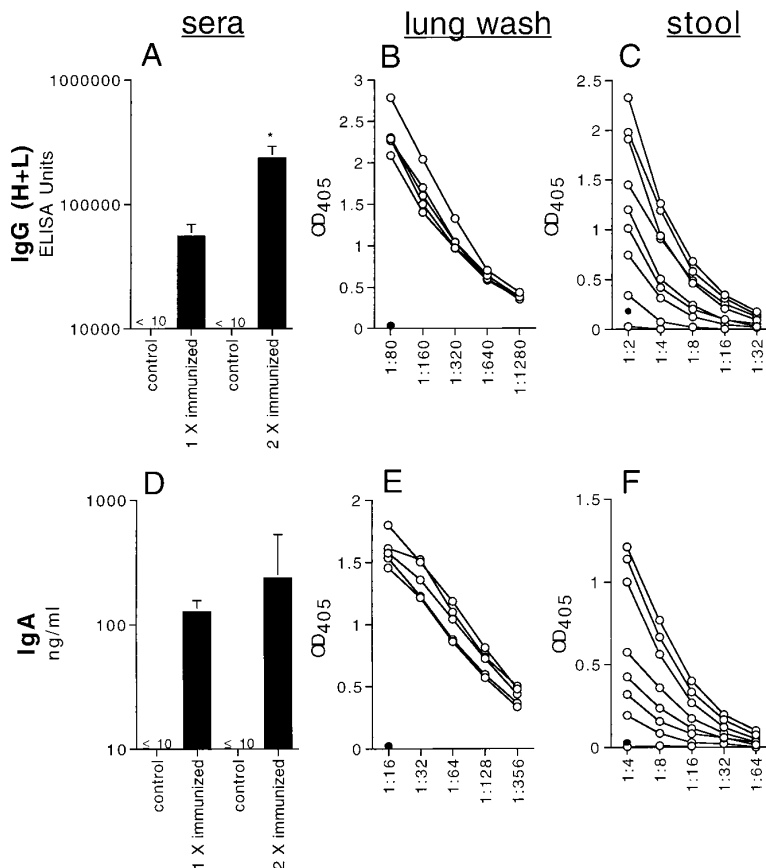 sera
lung wash
stool
A
B
C
IgG (H+L)
ELISA Units
1000000
100000
10000
< 10
< 10
control
1 X immunized
control
2 X immunized
*
OD405
3
2.5
2
1.5
1
0.5
0
1:80
1:160
1:320
1:640
1:1280
OD405
2.5
2
1.5
1
0.5
0
1:2
1:4
1:8
1:16
1:32
D
E
F
IgA
ng/ml
1000
100
10
< 10
< 10
control
1 X immunized
control
2 X immunized
OD405
2
1.5
1
0.5
0
1:16
1:32
1:64
1:128
1:356
OD405
1.5
1
0.5
0
1:4
1:8
1:16
1:32
1:64